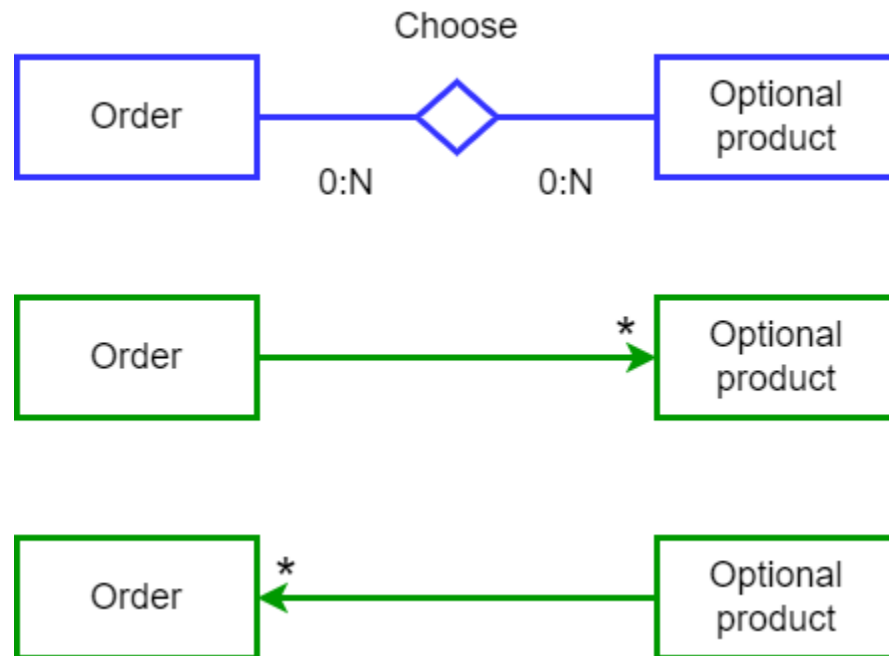 Choose
Order
Optional
product
0:N
0:N
Order
*
Optional
product
Order
*
Optional
product